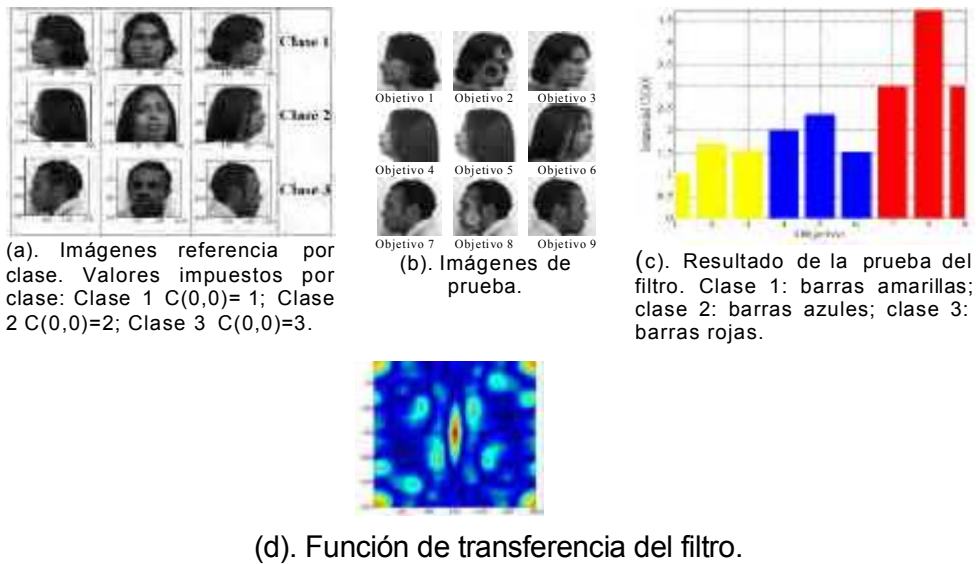 Clase 1
Clase 2
Clase 3
(a). Imágenes referencia por
clase. Valores impuestos por
clase: Clase 1 C(0,0)= 1; Clase
2 C(0,0)=2; Clase 3 C(0,0)=3.
Objetivo 1 Objetivo 2 Objetivo 3
Objetivo 4 Objetivo 5 Objetivo 6
Objetivo 7 Objetivo 8 Objetivo 9
(b). Imágenes de
prueba.
Objetivo
(c). Resultado de la prueba del
filtro. Clase 1: barras amarillas;
clase 2: barras azules; clase 3:
barras rojas.
(d). Función de transferencia del filtro.